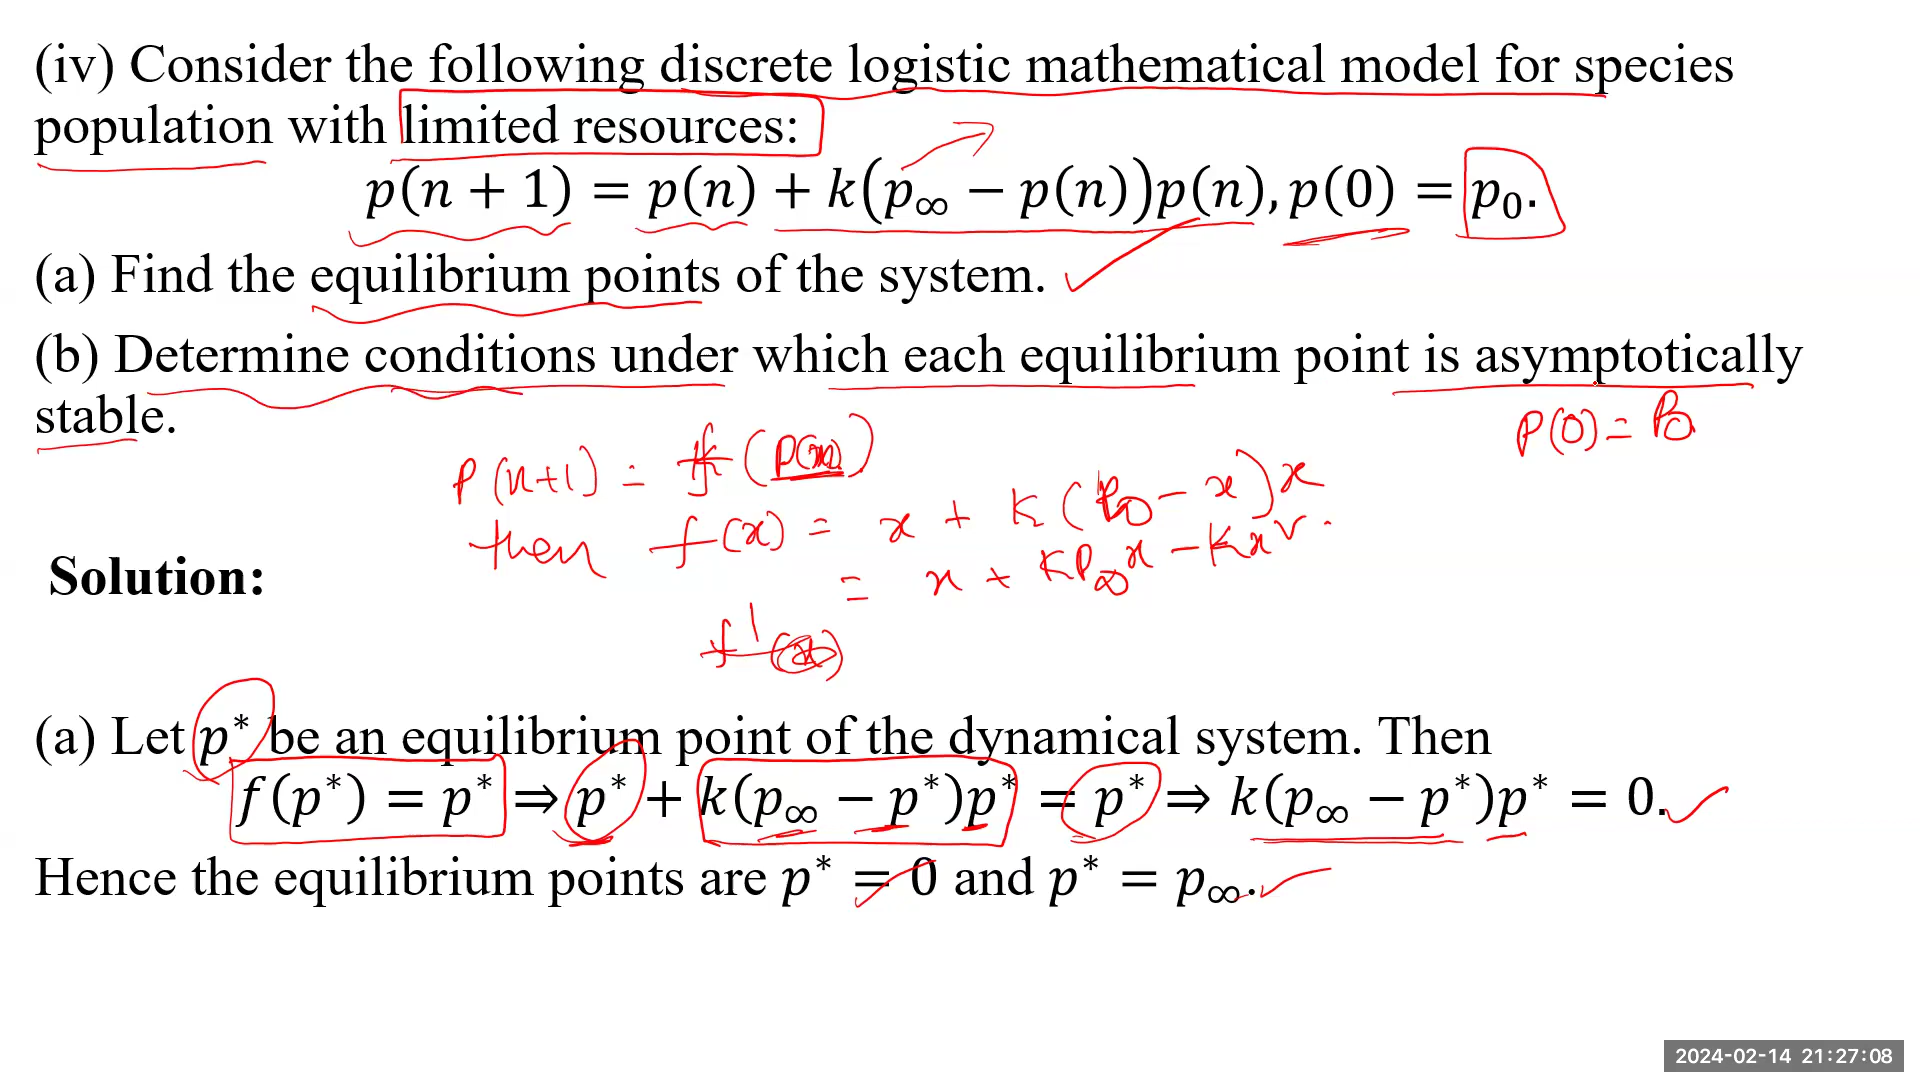 (iv) Consider the following discrete logistic mathematical model for species
population with limited resources:
p(n + 1) = p(n) + k(p∞ − p(n))p(n), p(0) = p₀.
(a) Find the equilibrium points of the system.
(b) Determine conditions under which each equilibrium point is asymptotically
stable.
P(0) = P₀
P(n+1) = f(P(n))
then f(x) = x + k(P∞ − x)x
= x + kP∞x − kx².
Solution:
f'(x)
(a) Let p* be an equilibrium point of the dynamical system. Then
f(p*) = p* ⇒ p* + k(p∞ − p*)p* = p* ⇒ k(p∞ − p*)p* = 0.
Hence the equilibrium points are p* = 0 and p* = p∞.
2024-02-14 21:27:08